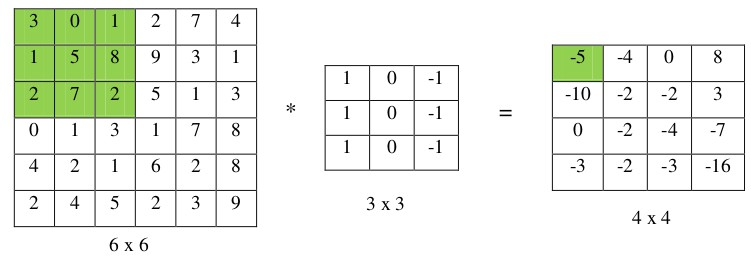 3 0 1 2 7 4
1 5 8 9 3 1
2 7 2 5 1 3
0 1 3 1 7 8
4 2 1 6 2 8
2 4 5 2 3 9
6 x 6
*
1 0 -1
1 0 -1
1 0 -1
3 x 3
=
-5 -4 0 8
-10 -2 -2 3
0 -2 -4 -7
-3 -2 -3 -16
4 x 4